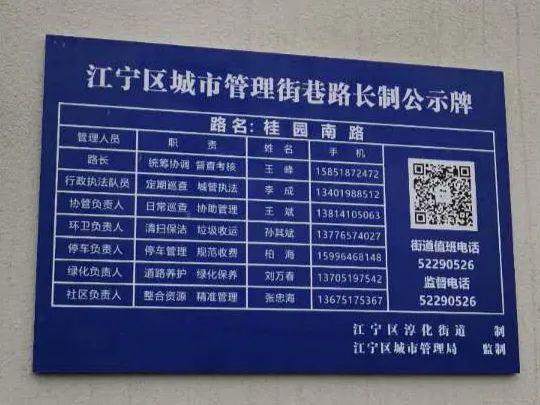 江宁区城市管理街巷路长制公示牌
路名: 桂 园 南 路
管理人员 职 责 姓 名 手 机
路长 统筹协调 督查考核 王 峰 15851872472
行政执法队员 定期巡查 城管执法 李 成 13401988512
协管负责人 日常巡查 协助管理 王 斌 13814105063
环卫负责人 清扫保洁 垃圾收运 孙其斌 13776574027
停车负责人 停车管理 规范收费 柏 海 15996468148
绿化负责人 道路养护 绿化保养 刘万春 13705197542
社区负责人 整合资源 精准管理 张忠海 13675175367
街道值班电话
52290526
监督电话
52290526
江宁区淳化街道 制
江宁区城市管理局 监制